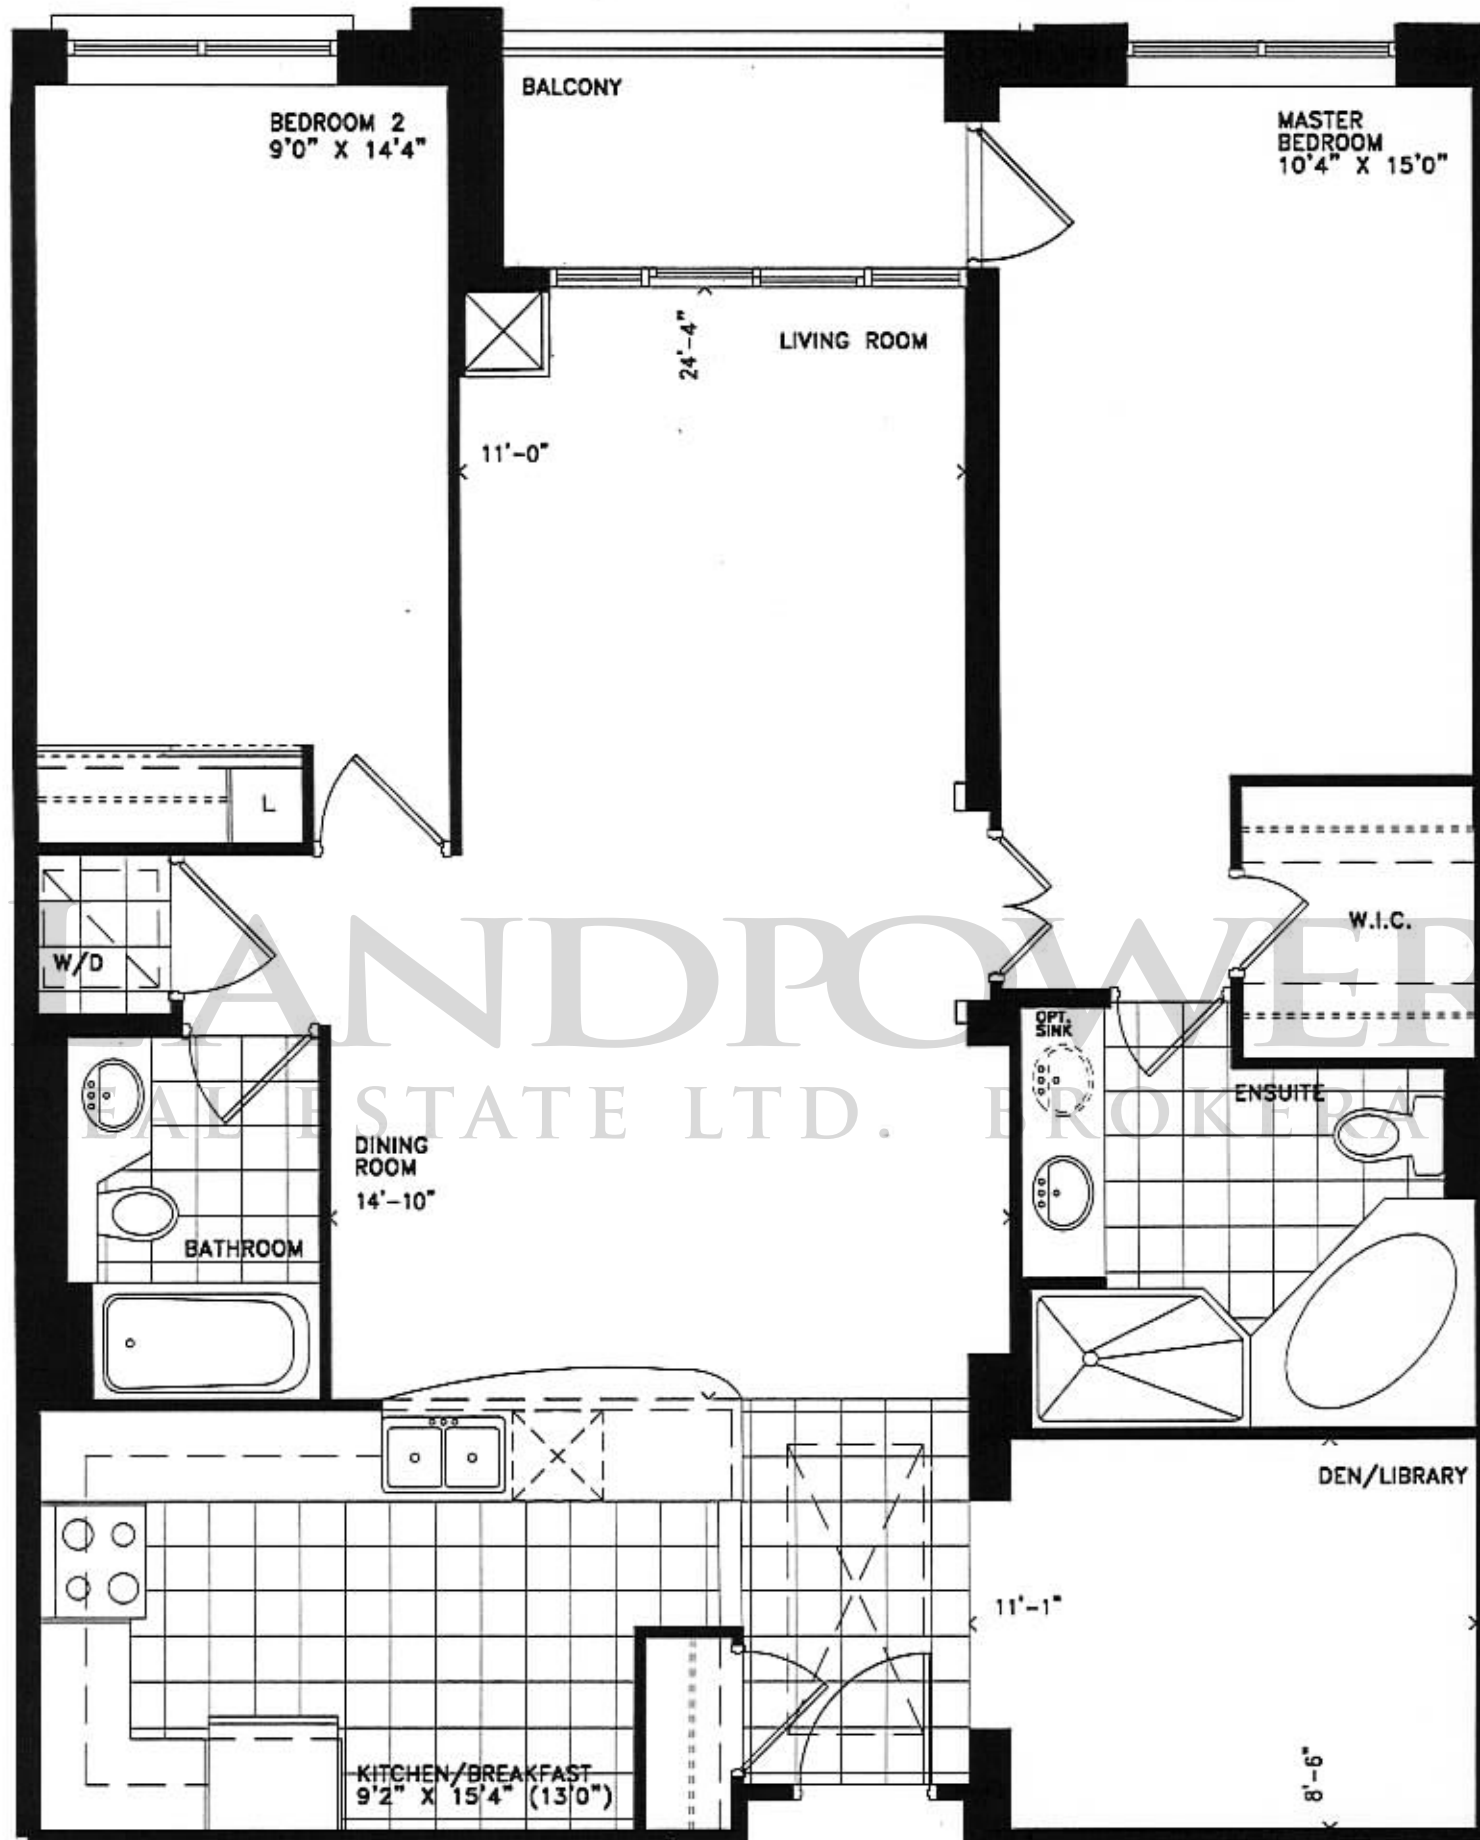 BALCONY
BEDROOM 2
9'0" X 14'4"
MASTER
BEDROOM
10'4" X 15'0"
24'-4"
LIVING ROOM
11'-0"
L
W/D
W.I.C.
LANDPOWER
REAL ESTATE LTD. BROKERA
OPT.
SINK
ENSUITE
DINING
ROOM
14'-10"
BATHROOM
DEN/LIBRARY
11'-1"
8'-6"
KITCHEN/BREAKFAST
9'2" X 15'4" (13'0")